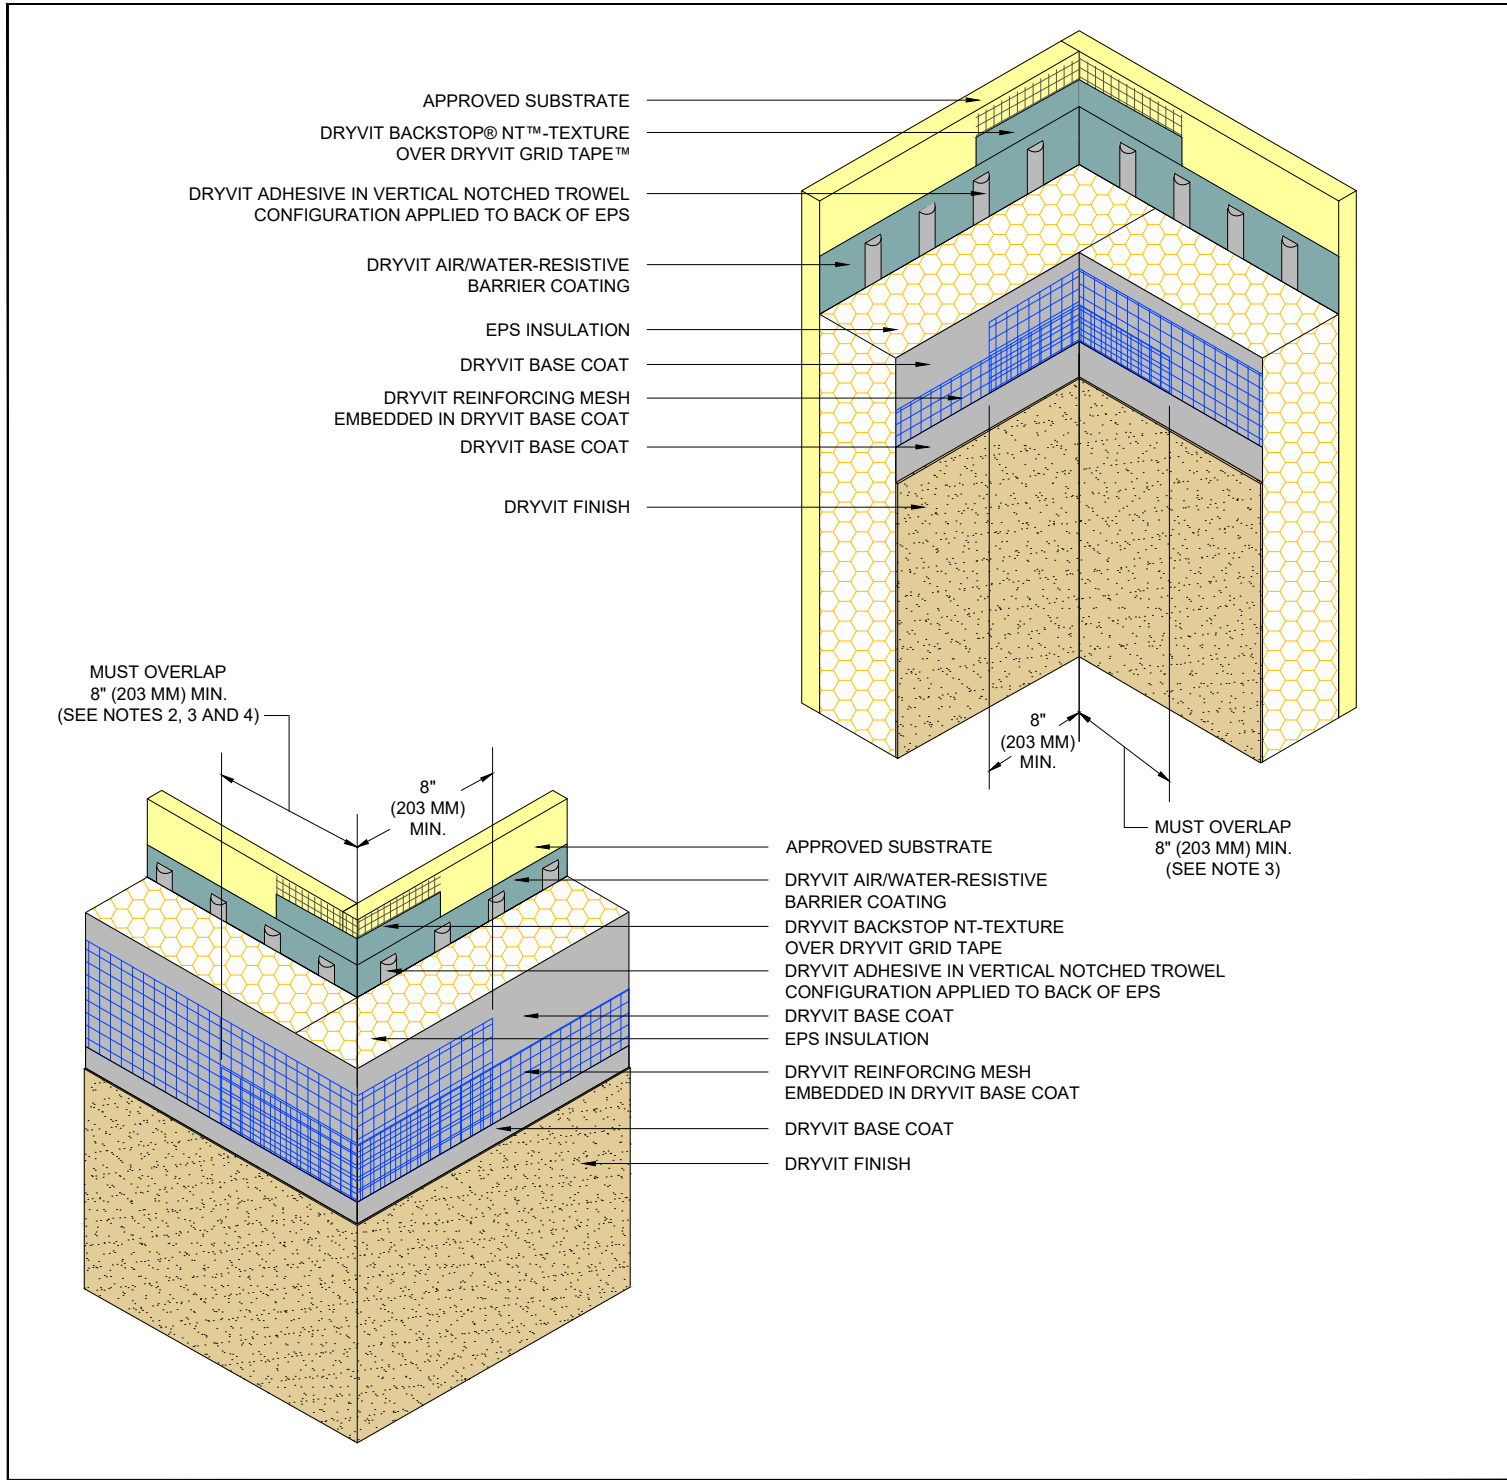 APPROVED SUBSTRATE
DRYVIT BACKSTOP® NT™-TEXTURE
OVER DRYVIT GRID TAPE™
DRYVIT ADHESIVE IN VERTICAL NOTCHED TROWEL
CONFIGURATION APPLIED TO BACK OF EPS
DRYVIT AIR/WATER-RESISTIVE
BARRIER COATING
EPS INSULATION
DRYVIT BASE COAT
DRYVIT REINFORCING MESH
EMBEDDED IN DRYVIT BASE COAT
DRYVIT BASE COAT
DRYVIT FINISH
8"
(203 MM)
MIN.
MUST OVERLAP
8" (203 MM) MIN.
(SEE NOTE 3)
MUST OVERLAP
8" (203 MM) MIN.
(SEE NOTES 2, 3 AND 4)
8"
(203 MM)
MIN.
APPROVED SUBSTRATE
DRYVIT AIR/WATER-RESISTIVE
BARRIER COATING
DRYVIT BACKSTOP NT-TEXTURE
OVER DRYVIT GRID TAPE
DRYVIT ADHESIVE IN VERTICAL NOTCHED TROWEL
CONFIGURATION APPLIED TO BACK OF EPS
DRYVIT BASE COAT
EPS INSULATION
DRYVIT REINFORCING MESH
EMBEDDED IN DRYVIT BASE COAT
DRYVIT BASE COAT
DRYVIT FINISH